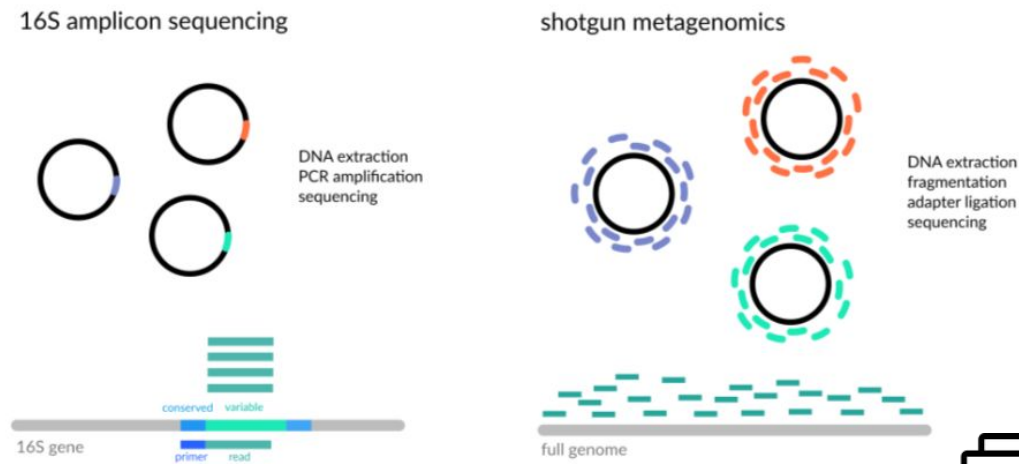 16S amplicon sequencing
DNA extraction
PCR amplification
sequencing
conserved variable
16S gene
primer read
shotgun metagenomics
DNA extraction
fragmentation
adapter ligation
sequencing
full genome